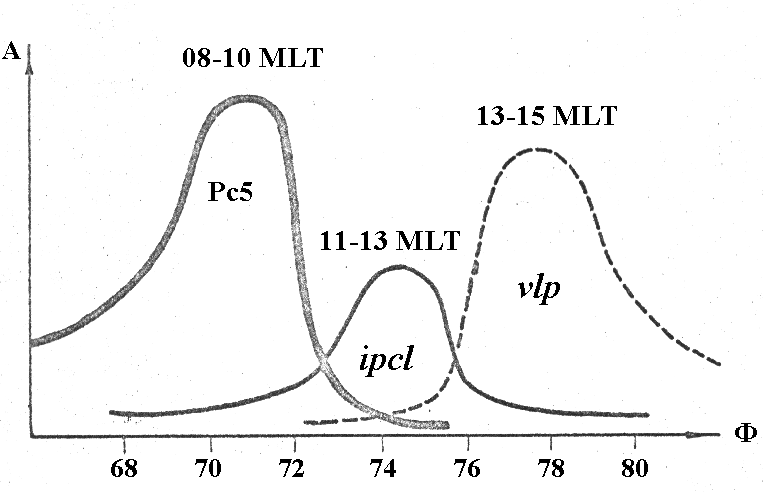 A
08-10 MLT
13-15 MLT
Pc5
11-13 MLT
vlp
ipcl
Φ
68 70 72 74 76 78 80